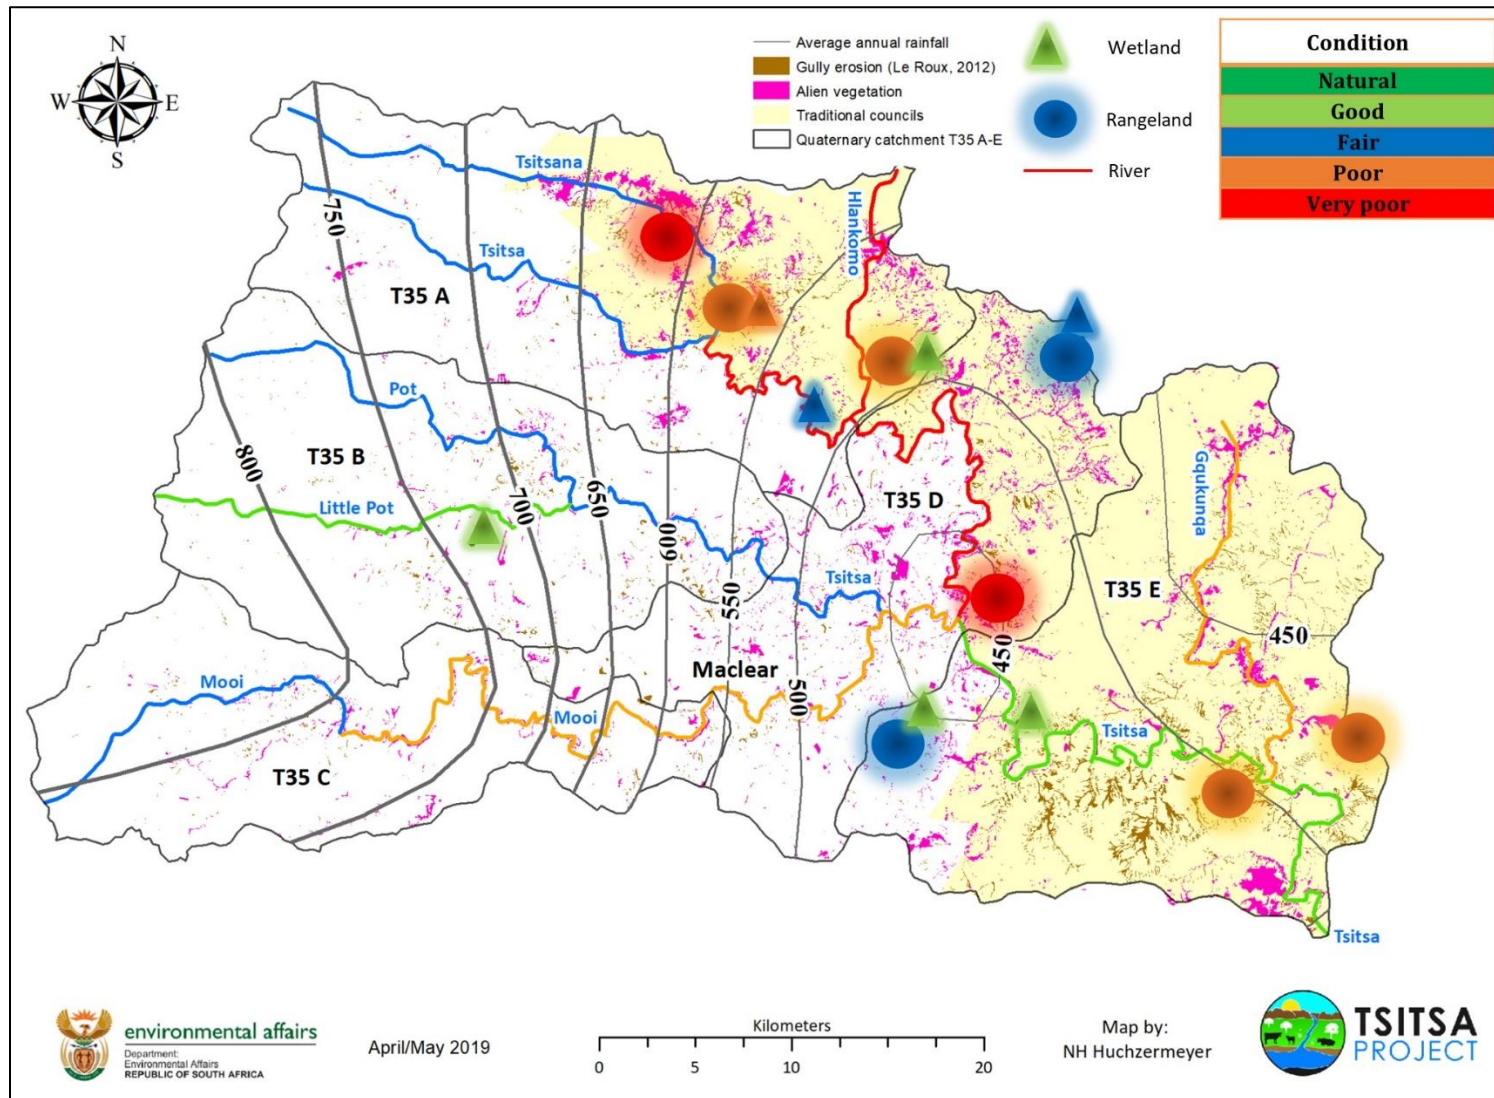 N
W
E
S
Average annual rainfall
Gully erosion (Le Roux, 2012)
Alien vegetation
Traditional councils
Quaternary catchment T35 A-E
Wetland
Rangeland
River
Condition
Natural
Good
Fair
Poor
Very poor
Tsitsana
Hlankomo
750
Tsitsa
T35 A
Pot
800
T35 B
700
650
600
T35 D
Gqukunqa
Little Pot
550
Tsitsa
T35 E
450
450
Maclear
500
Mooi
Mooi
Tsitsa
T35 C
Tsitsa
environmental affairs
Department:
Environmental Affairs
REPUBLIC OF SOUTH AFRICA
April/May 2019
Kilometers
0 5 10 20
Map by:
NH Huchzermeyer
TSITSA
PROJECT